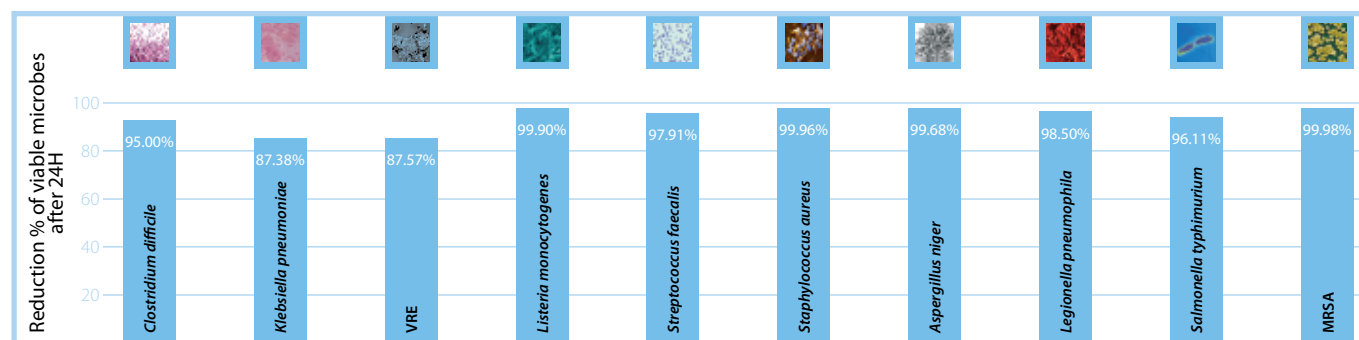 Reduction % of viable microbes
after 24H
100
80
60
40
20
95.00%
87.38%
87.57%
99.90%
97.91%
99.96%
99.68%
98.50%
96.11%
99.98%
Clostridium difficile
Klebsiella pneumoniae
VRE
Listeria monocytogenes
Streptococcus faecalis
Staphylococcus aureus
Aspergillus niger
Legionella pneumophila
Salmonella typhimurium
MRSA